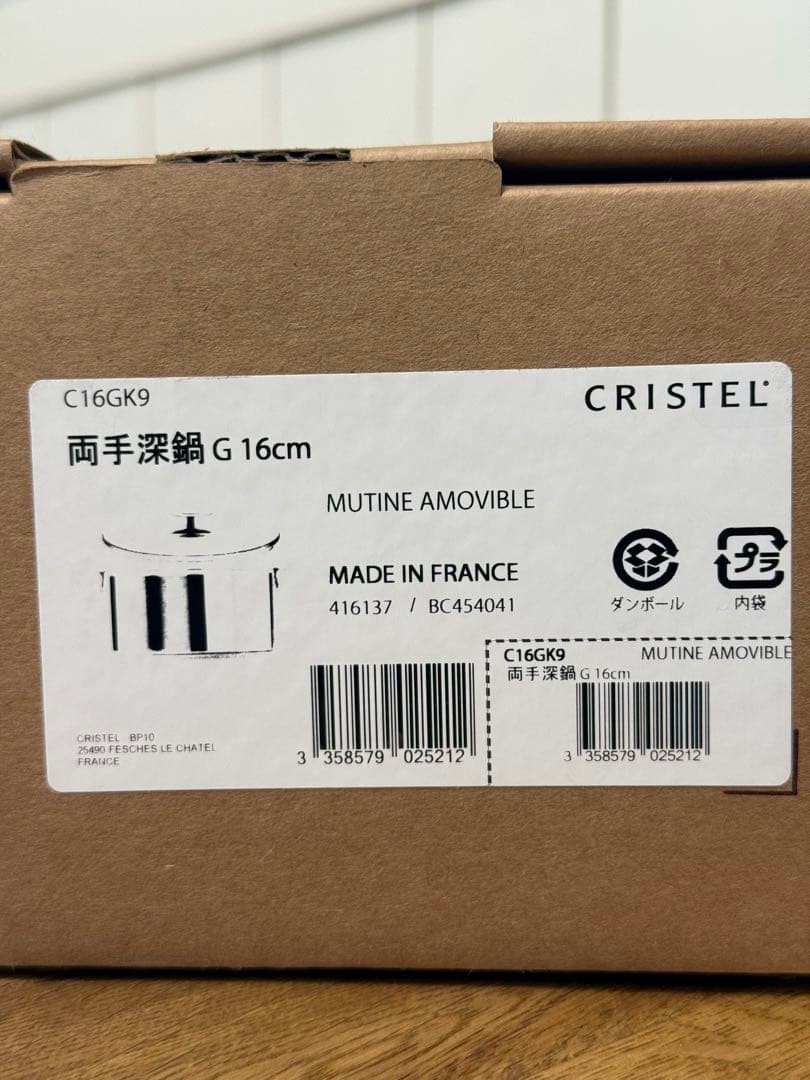 C16GK9
CRISTEL
両手深鍋 G 16cm
MUTINE AMOVIBLE
MADE IN FRANCE
416137 / BC454041
プラ
ダンボール
内袋
C16GK9 MUTINE AMOVIBLE
両手深鍋 G 16cm
CRISTEL BP10
25490 FESCHES LE CHATEL
FRANCE
3 358579 025212
3 358579 025212